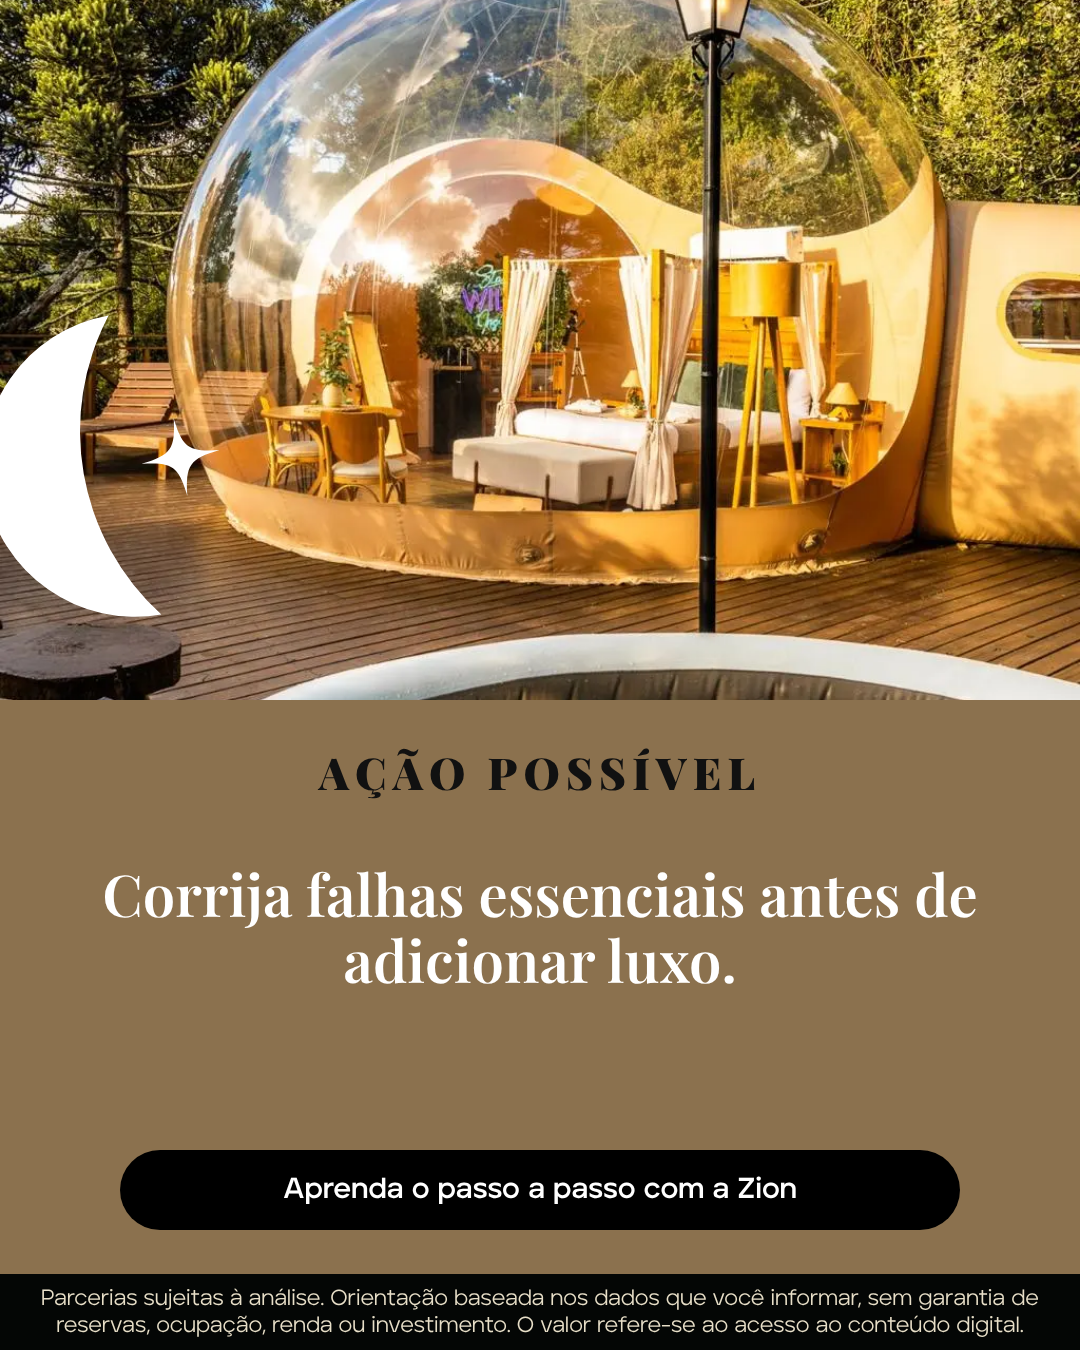 AÇÃO POSSÍVEL
Corrija falhas essenciais antes de
adicionar luxo.
Aprenda o passo a passo com a Zion
Parcerias sujeitas à análise. Orientação baseada nos dados que você informar, sem garantia de
reservas, ocupação, renda ou investimento. O valor refere-se ao acesso ao conteúdo digital.